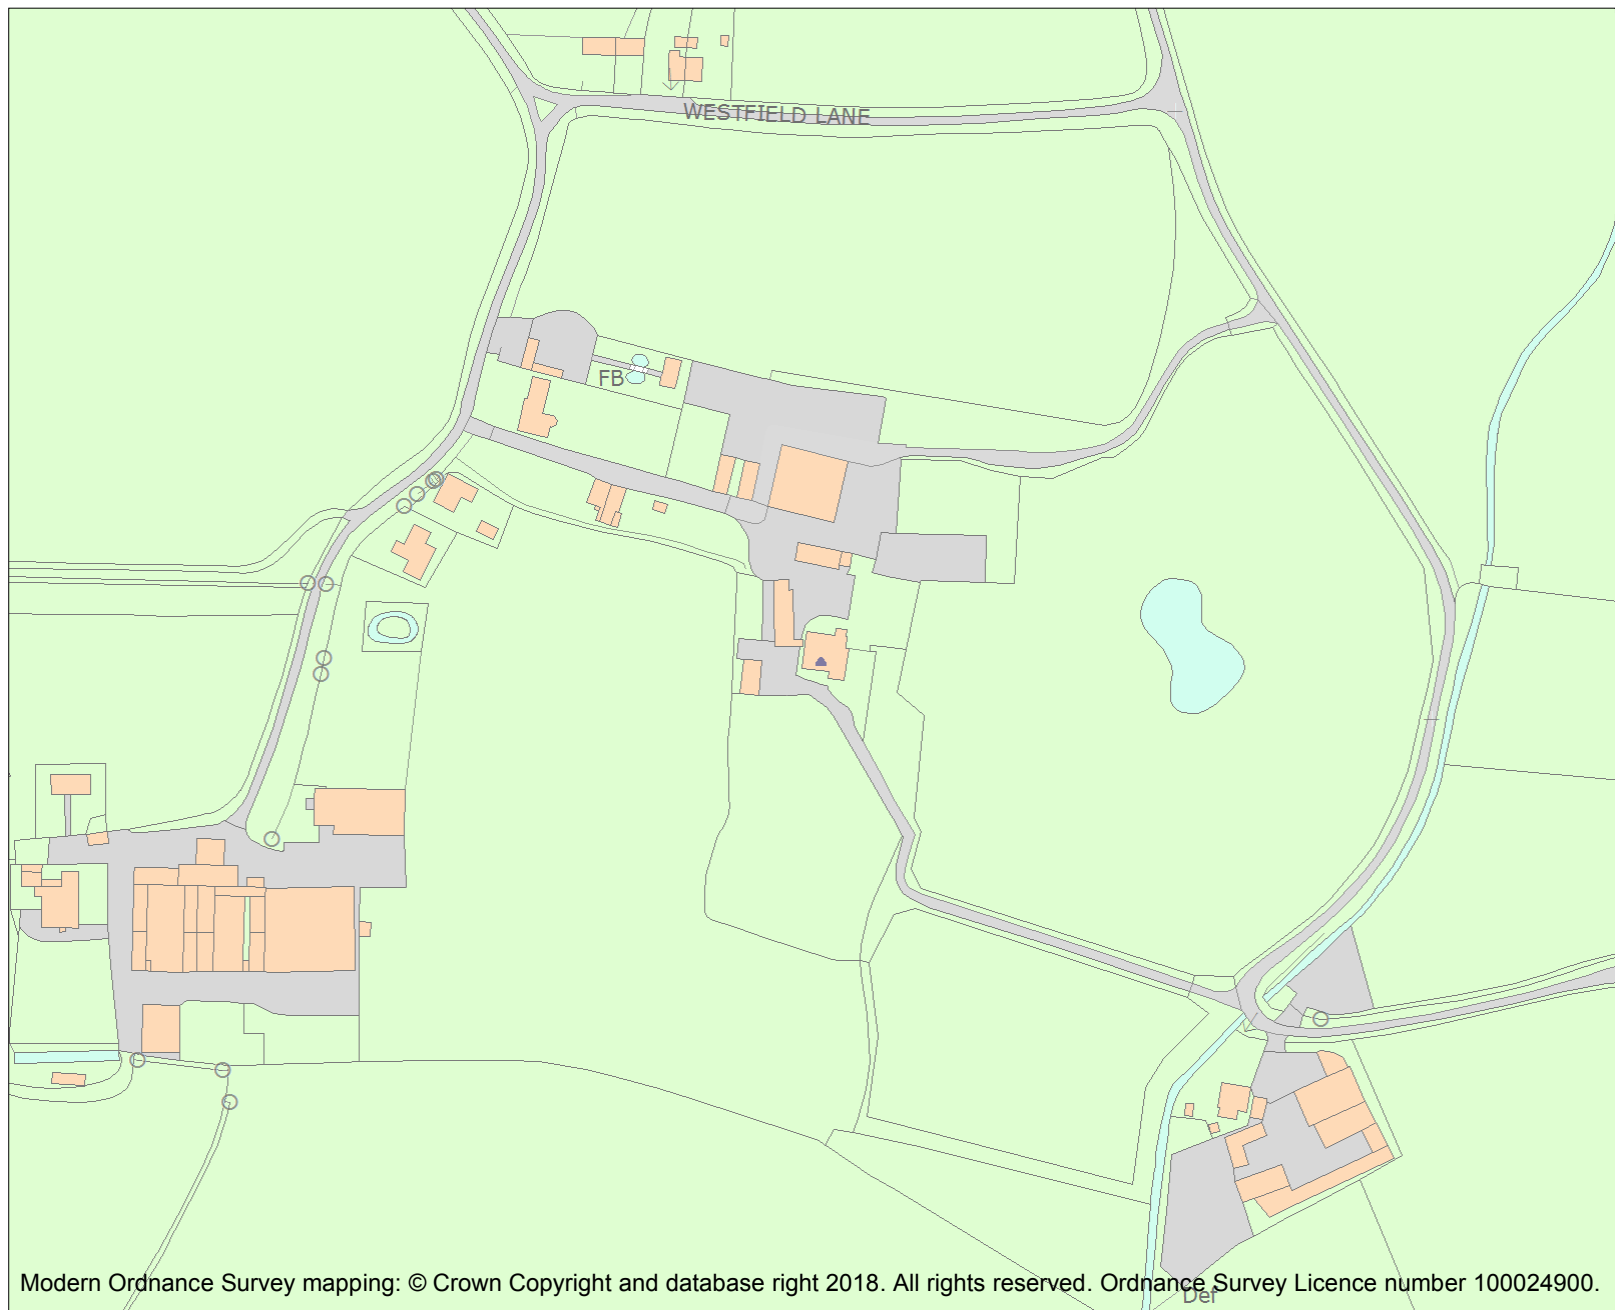 WESTFIELD LANE
FB
Modern Ordnance Survey mapping: © Crown Copyright and database right 2018. All rights reserved. Ordnance Survey Licence number 100024900.
Def